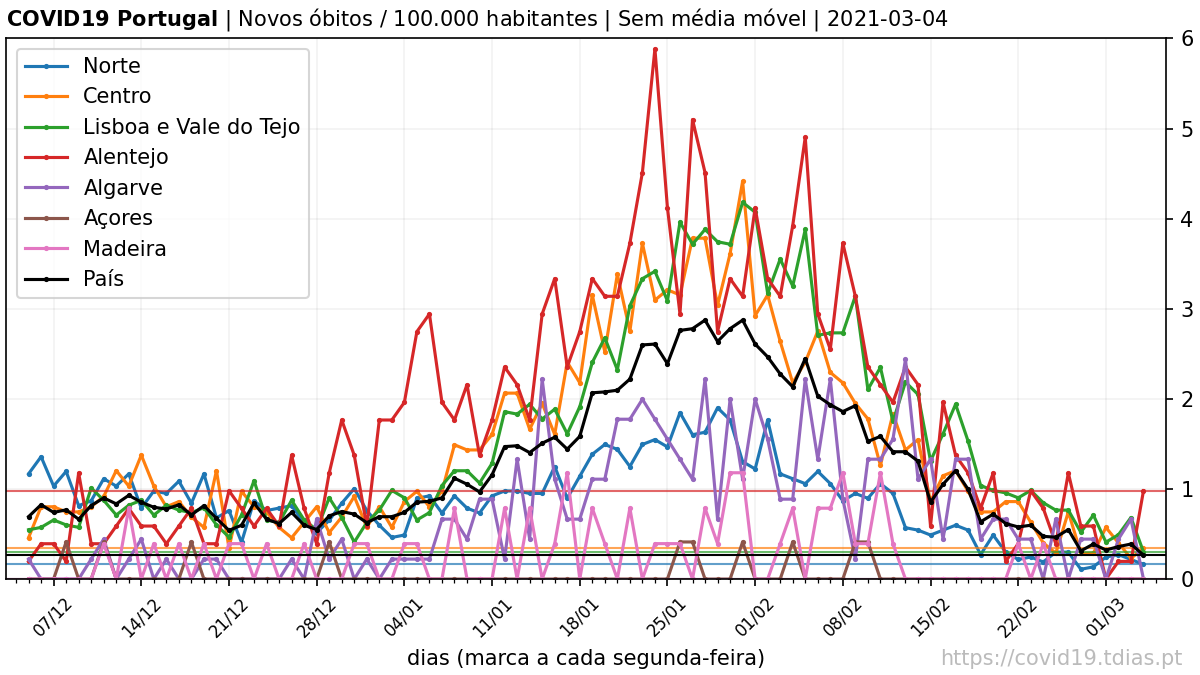 COVID19 Portugal | Novos óbitos / 100.000 habitantes | Sem média móvel | 2021-03-04
Norte
Centro
Lisboa e Vale do Tejo
Alentejo
Algarve
Açores
Madeira
País
6
5
4
3
2
1
0
07/12
14/12
21/12
28/12
04/01
11/01
18/01
25/01
01/02
08/02
15/02
22/02
01/03
dias (marca a cada segunda-feira)
https://covid19.tdias.pt